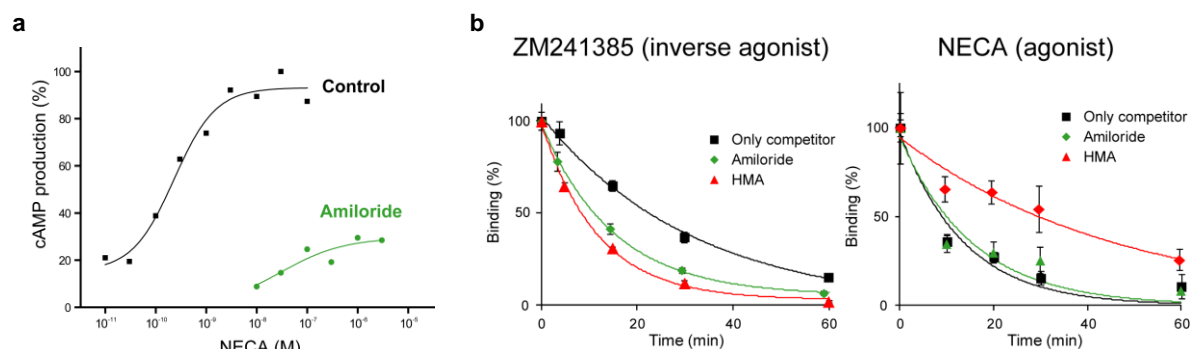 a
cAMP production (%)
100
80
60
40
20
0
Control
Amiloride
10⁻¹¹ 10⁻¹⁰ 10⁻⁹ 10⁻⁸ 10⁻⁷ 10⁻⁶ 10⁻⁵
NECA (M)
b
ZM241385 (inverse agonist)
Binding (%)
100
50
0
Only competitor
Amiloride
HMA
0 20 40 60
Time (min)
NECA (agonist)
Binding (%)
100
50
0
Only competitor
Amiloride
HMA
0 20 40 60
Time (min)